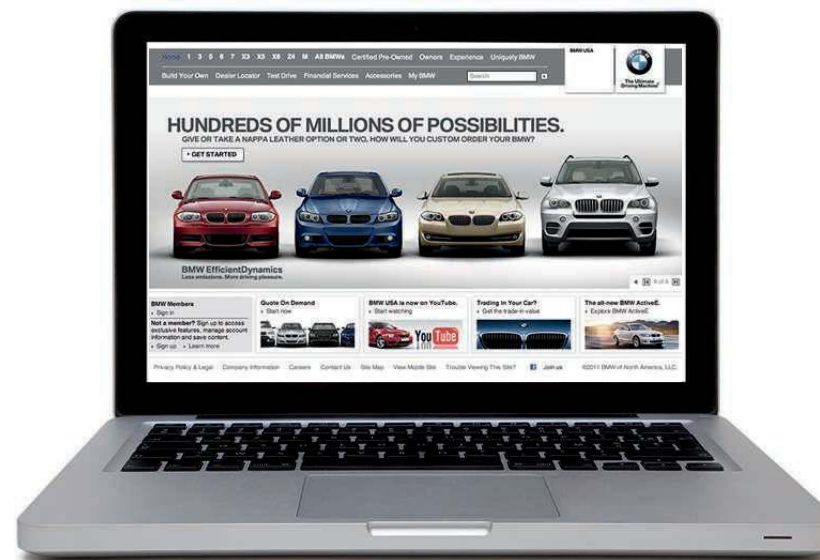 Home 1 3 5 6 7 X3 X5 X6 Z4 M All BMWs Certified Pre-Owned Owners Experience Uniquely BMW
BMW USA
Build Your Own Dealer Locator Test Drive Financial Services Accessories My BMW Search
The Ultimate
Driving Machine®
HUNDREDS OF MILLIONS OF POSSIBILITIES.
GIVE OR TAKE A NAPPA LEATHER OPTION OR TWO. HOW WILL YOU CUSTOM ORDER YOUR BMW?
GET STARTED
BMW EfficientDynamics
Less emissions. More driving pleasure.
BMW Members
Sign in
Not a member? Sign up to access
exclusive features, manage account
information and save content.
Sign up Learn more
Quote On Demand
Start now
BMW USA is now on YouTube.
Start watching
YouTube
Trading In Your Car?
Get the trade-in value
The all-new BMW ActiveE.
Explore BMW ActiveE
Privacy Policy & Legal Company Information Careers Contact Us Site Map View Mobile Site Trouble Viewing This Site? Join us ©2011 BMW of North America, LLC.